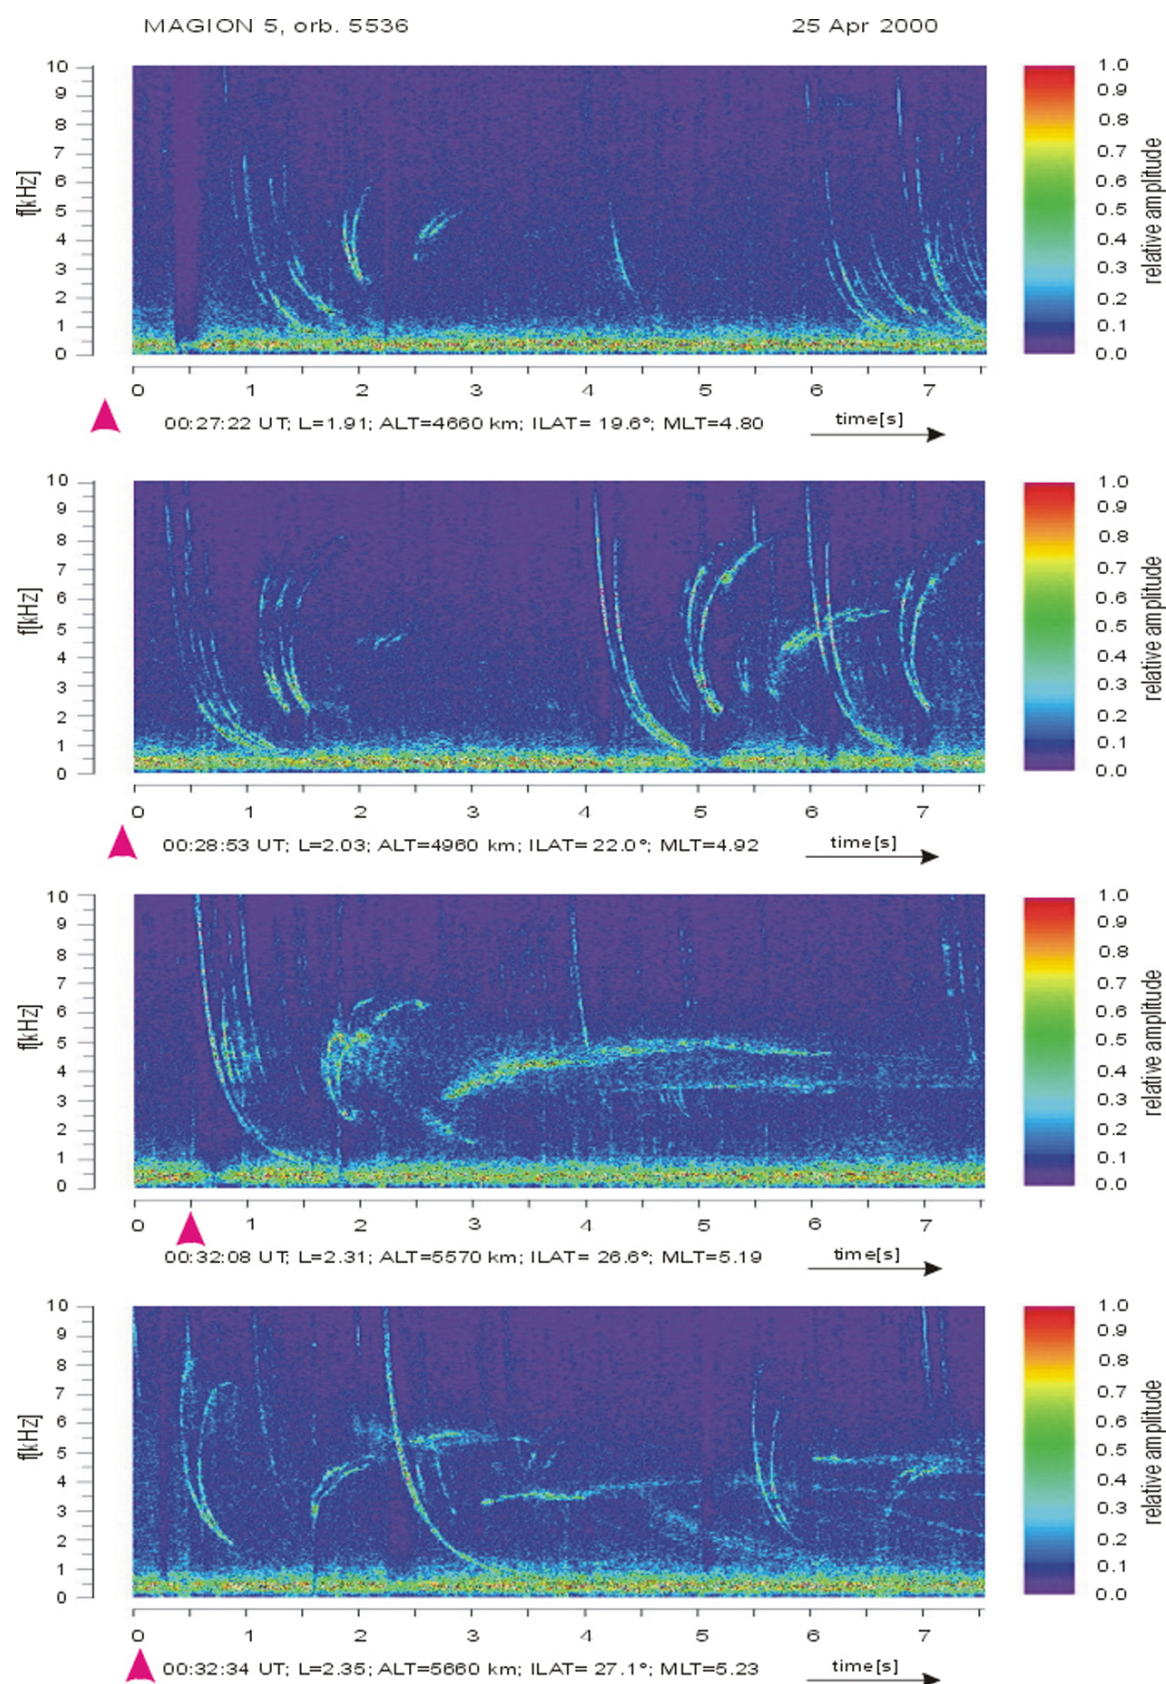 MAGION 5, orb. 5536 25 Apr 2000
10 9 8 7 6 5 4 3 2 1 0
f[kHz]
1.0 0.9 0.8 0.7 0.6 0.5 0.4 0.3 0.2 0.1 0.0
relative amplitude
0 1 2 3 4 5 6 7
00:27:22 UT; L=1.91; ALT=4660 km; ILAT= 19.6°; MLT=4.80 time[s]
10 9 8 7 6 5 4 3 2 1 0
f[kHz]
1.0 0.9 0.8 0.7 0.6 0.5 0.4 0.3 0.2 0.1 0.0
relative amplitude
0 1 2 3 4 5 6 7
00:28:53 UT; L=2.03; ALT=4960 km; ILAT= 22.0°; MLT=4.92 time[s]
10 9 8 7 6 5 4 3 2 1 0
f[kHz]
1.0 0.9 0.8 0.7 0.6 0.5 0.4 0.3 0.2 0.1 0.0
relative amplitude
0 1 2 3 4 5 6 7
00:32:08 UT; L=2.31; ALT=5570 km; ILAT= 26.6°; MLT=5.19 time[s]
10 9 8 7 6 5 4 3 2 1 0
f[kHz]
1.0 0.9 0.8 0.7 0.6 0.5 0.4 0.3 0.2 0.1 0.0
relative amplitude
0 1 2 3 4 5 6 7
00:32:34 UT; L=2.35; ALT=5660 km; ILAT= 27.1°; MLT=5.23 time[s]